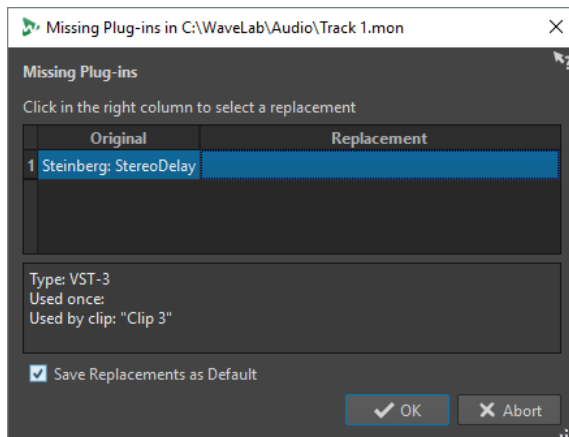 Missing Plug-ins in C:\WaveLab\Audio\Track 1.mon
Missing Plug-ins
Click in the right column to select a replacement
Original Replacement
1 Steinberg: StereoDelay
Type: VST-3
Used once:
Used by clip: "Clip 3"
Save Replacements as Default
OK Abort